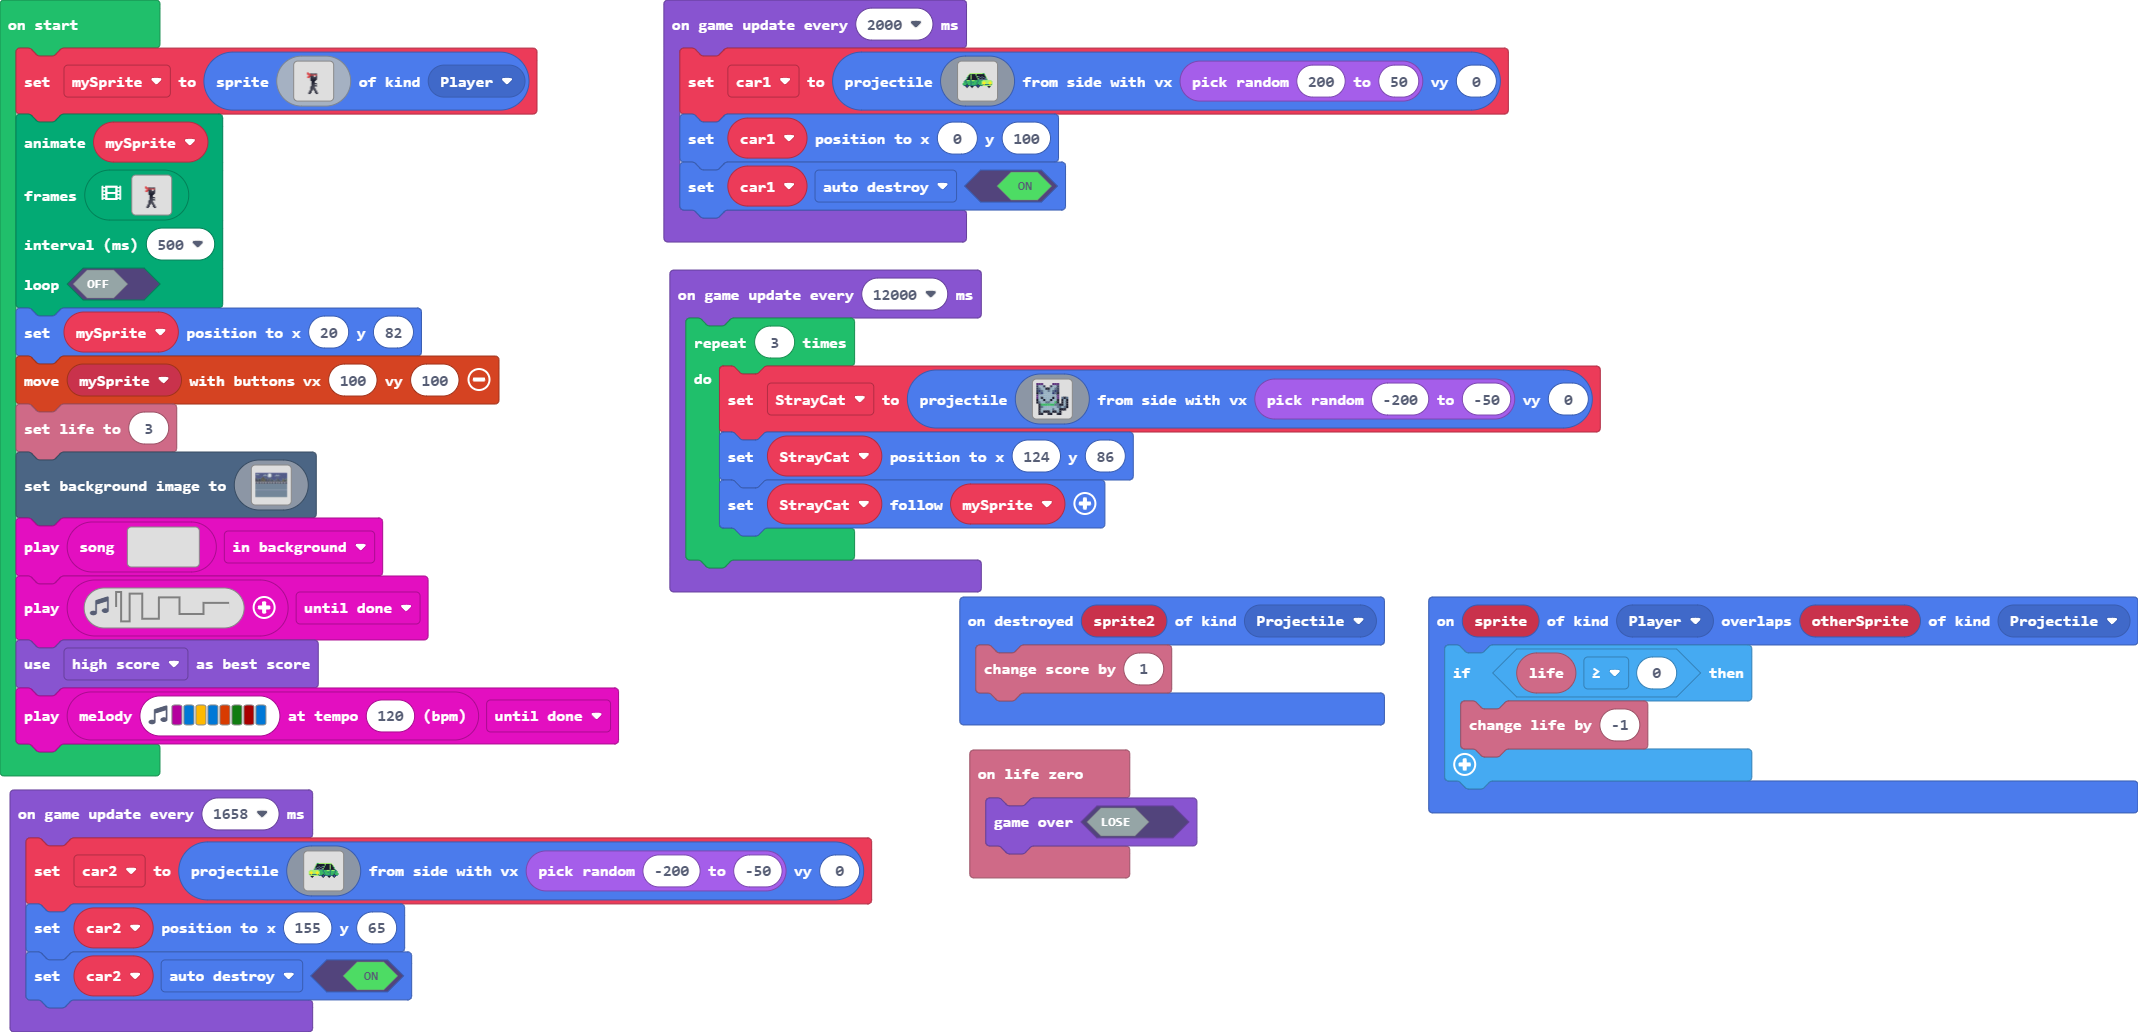 on start
set mySprite to sprite of kind Player
animate mySprite
frames
interval (ms) 500
loop OFF
set mySprite position to x 20 y 82
move mySprite with buttons vx 100 vy 100
set life to 3
set background image to
play song in background
play until done
use high score as best score
play melody at tempo 120 (bpm) until done
on game update every 1658 ms
set car2 to projectile from side with vx pick random -200 to -50 vy 0
set car2 position to x 155 y 65
set car2 auto destroy ON
on game update every 2000 ms
set car1 to projectile from side with vx pick random 200 to 50 vy 0
set car1 position to x 0 y 100
set car1 auto destroy ON
on game update every 12000 ms
repeat 3 times
do
set StrayCat to projectile from side with vx pick random -200 to -50 vy 0
set StrayCat position to x 124 y 86
set StrayCat follow mySprite
on destroyed sprite2 of kind Projectile
change score by 1
on life zero
game over LOSE
on sprite of kind Player overlaps otherSprite of kind Projectile
if life ≥ 0 then
change life by -1